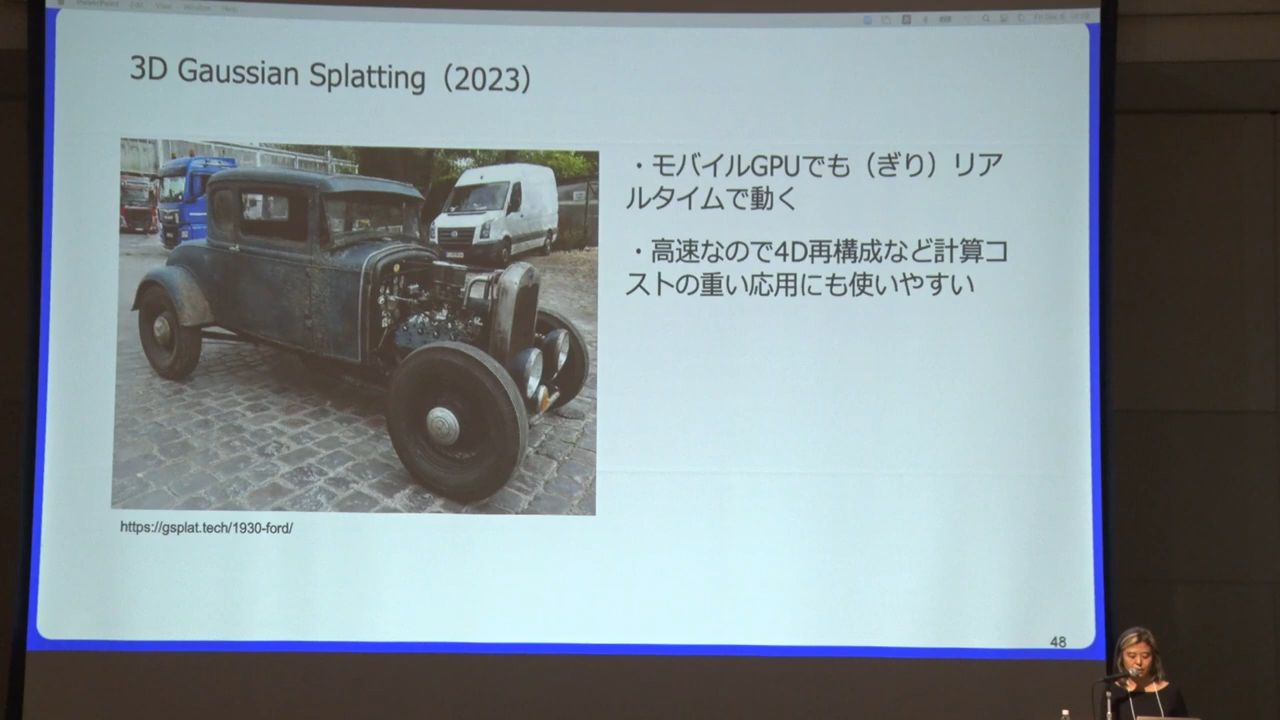 3D Gaussian Splatting（2023）
・モバイルGPUでも（ぎり）リア
ルタイムで動く
・高速なので4D再構成など計算コ
ストの重い応用にも使いやすい
https://gsplat.tech/1930-ford/
48